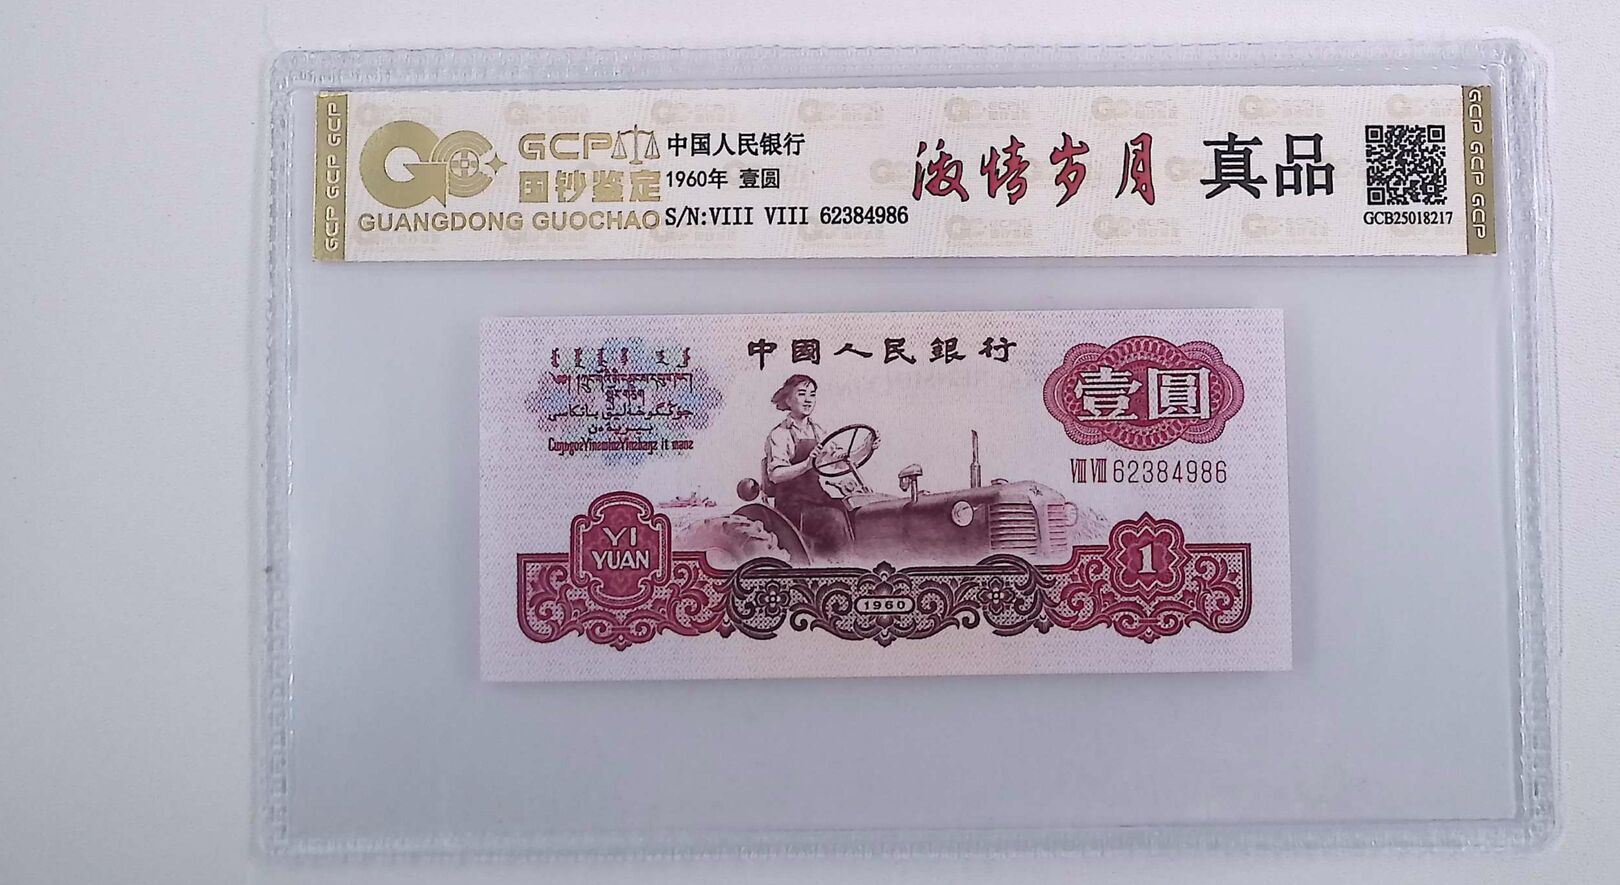 GCP GCP GCP
GCP
国钞鉴定
GUANGDONG GUOCHAO
中国人民银行
1960年 壹圆
S/N:VIII VIII 62384986
激情岁月
真品
GCB25018217
GCP GCP GCP
中國人民銀行
壹圓
VIII VIII 62384986
YI
YUAN
1960
1